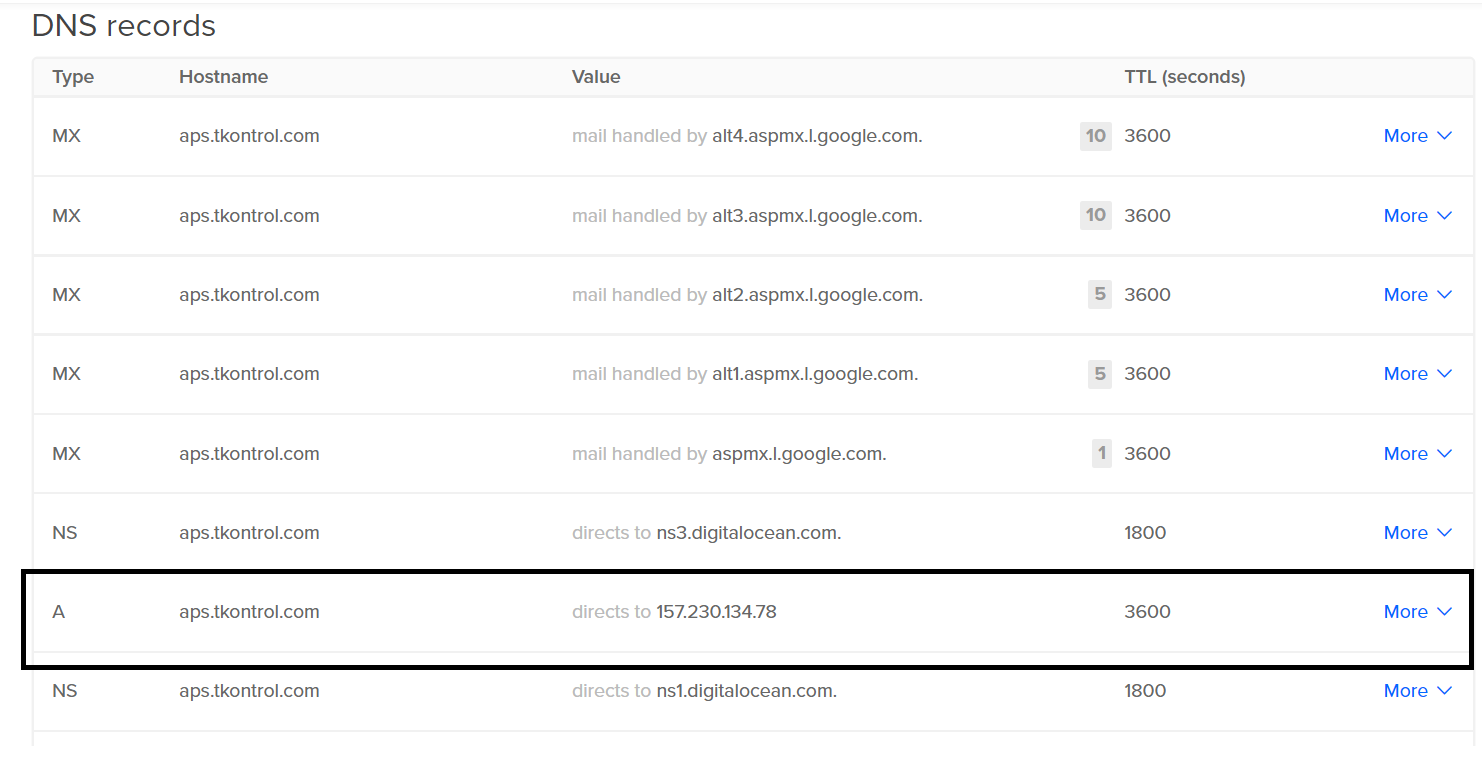 DNS records
Type Hostname Value TTL (seconds)
MX aps.tkontrol.com mail handled by alt4.aspmx.l.google.com. 10 3600 More
MX aps.tkontrol.com mail handled by alt3.aspmx.l.google.com. 10 3600 More
MX aps.tkontrol.com mail handled by alt2.aspmx.l.google.com. 5 3600 More
MX aps.tkontrol.com mail handled by alt1.aspmx.l.google.com. 5 3600 More
MX aps.tkontrol.com mail handled by aspmx.l.google.com. 1 3600 More
NS aps.tkontrol.com directs to ns3.digitalocean.com. 1800 More
A aps.tkontrol.com directs to 157.230.134.78 3600 More
NS aps.tkontrol.com directs to ns1.digitalocean.com. 1800 More